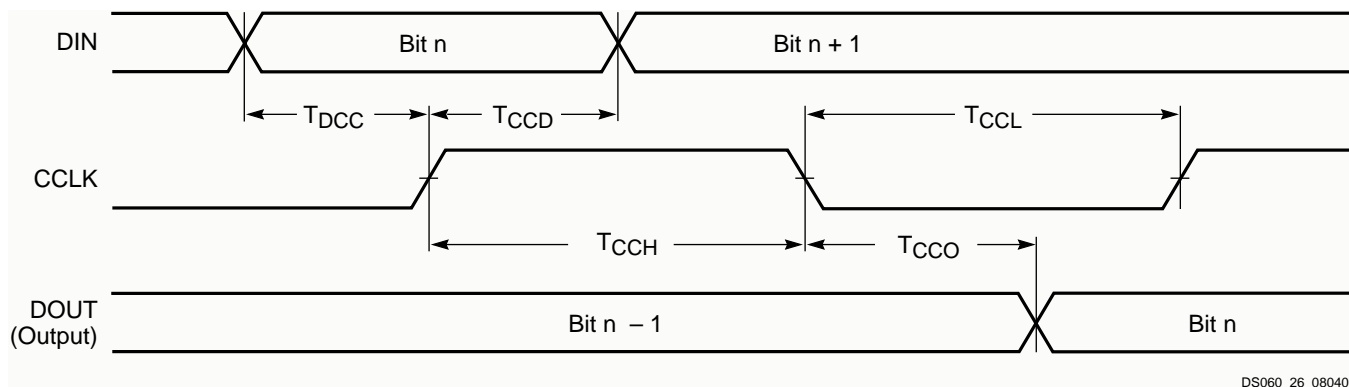 DIN
Bit n
Bit n + 1
TDCC
TCCD
TCCL
CCLK
TCCH
TCCO
DOUT
(Output)
Bit n – 1
Bit n
DS060_26_08040